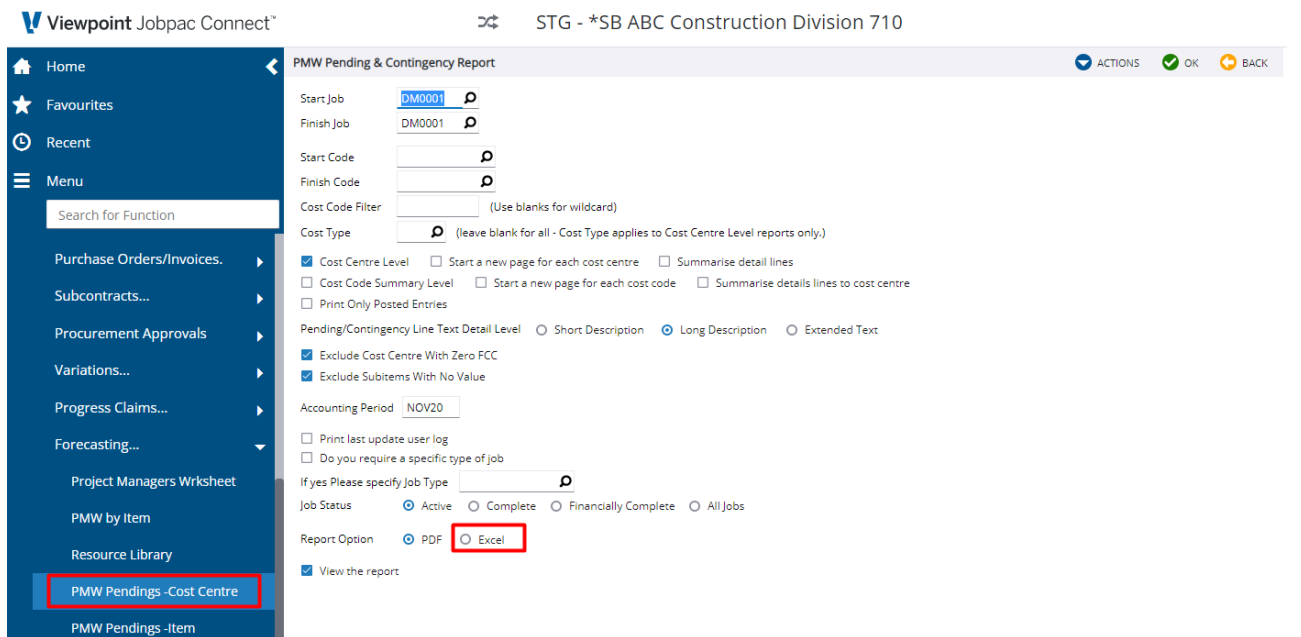 Viewpoint Jobpac Connect™ STG - *SB ABC Construction Division 710
Home
Favourites
Recent
Menu
Search for Function
Purchase Orders/Invoices.
Subcontracts...
Procurement Approvals
Variations...
Progress Claims...
Forecasting...
Project Managers Wrksheet
PMW by Item
Resource Library
PMW Pendings -Cost Centre
PMW Pendings -Item
PMW Pending & Contingency Report ACTIONS OK BACK
Start Job DM0001
Finish Job DM0001
Start Code
Finish Code
Cost Code Filter (Use blanks for wildcard)
Cost Type (leave blank for all - Cost Type applies to Cost Centre Level reports only.)
Cost Centre Level Start a new page for each cost centre Summarise detail lines
Cost Code Summary Level Start a new page for each cost code Summarise details lines to cost centre
Print Only Posted Entries
Pending/Contingency Line Text Detail Level Short Description Long Description Extended Text
Exclude Cost Centre With Zero FCC
Exclude Subitems With No Value
Accounting Period NOV20
Print last update user log
Do you require a specific type of job
If yes Please specify Job Type
Job Status Active Complete Financially Complete All Jobs
Report Option PDF Excel
View the report